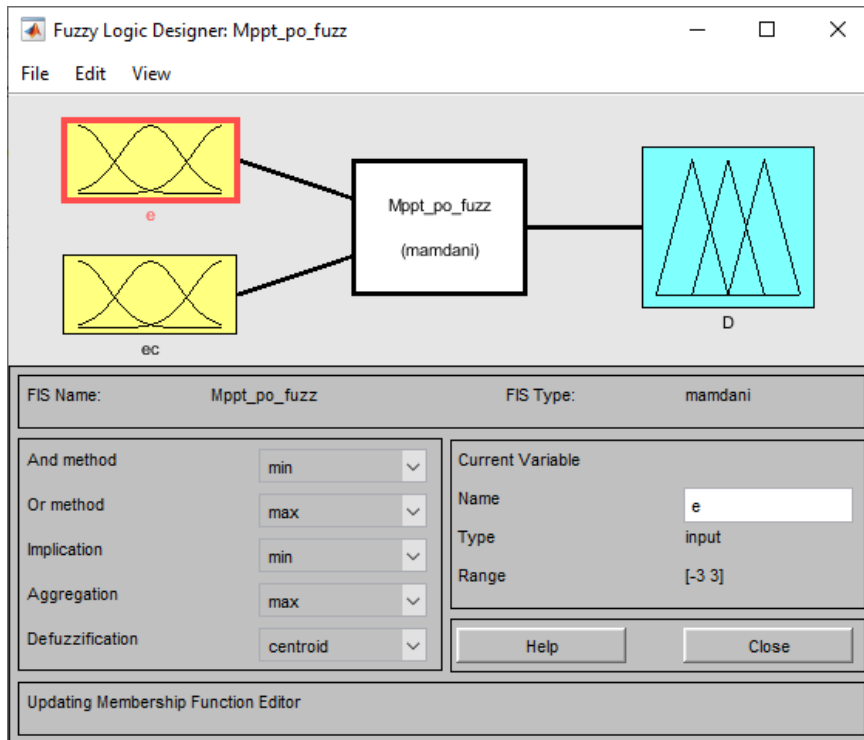 Fuzzy Logic Designer: Mppt_po_fuzz
File Edit View
e
ec
Mppt_po_fuzz
(mamdani)
D
FIS Name: Mppt_po_fuzz FIS Type: mamdani
And method min
Or method max
Implication min
Aggregation max
Defuzzification centroid
Current Variable
Name e
Type input
Range [-3 3]
Help Close
Updating Membership Function Editor